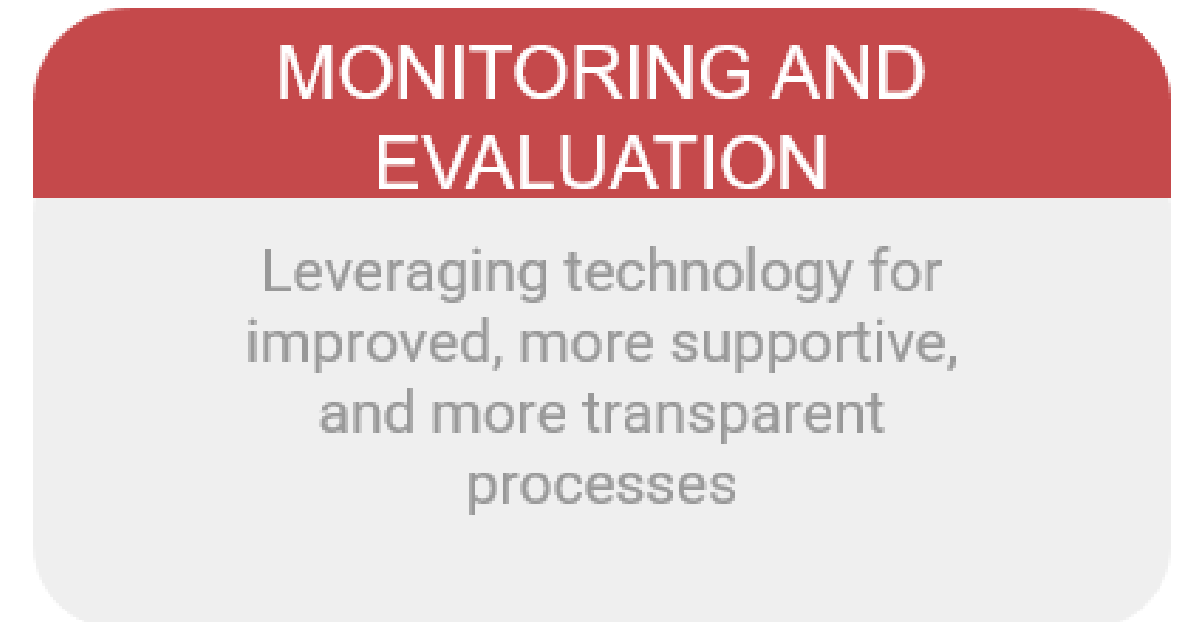 MONITORING AND
EVALUATION
Leveraging technology for
improved, more supportive,
and more transparent
processes